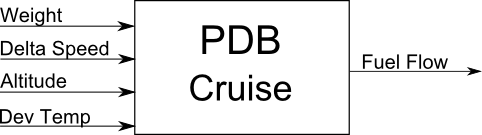 Weight
Delta Speed
Altitude
Dev Temp
PDB
Cruise
Fuel Flow